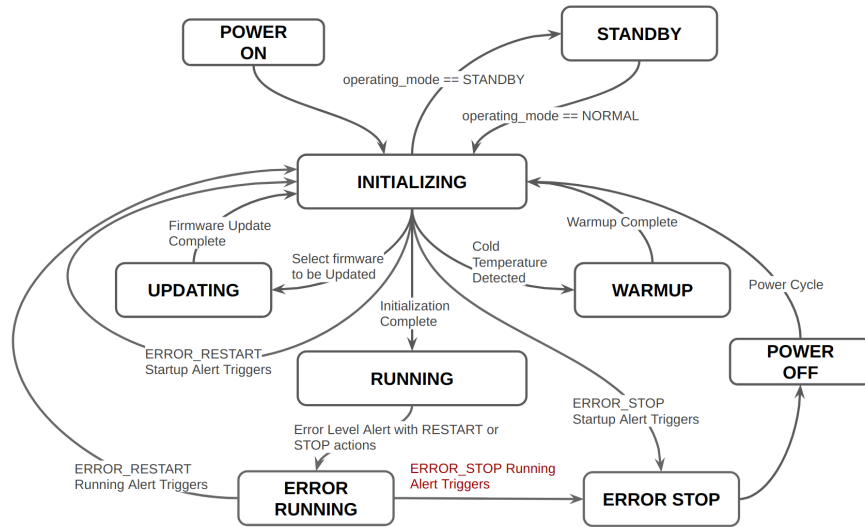 POWER
ON
STANDBY
operating_mode == STANDBY
operating_mode == NORMAL
INITIALIZING
Firmware Update
Complete
Warmup Complete
Select firmware
to be Updated
Cold
Temperature
Detected
UPDATING
WARMUP
Power Cycle
Initialization
Complete
ERROR_RESTART
Startup Alert Triggers
RUNNING
POWER
OFF
ERROR_STOP
Startup Alert Triggers
Error Level Alert with RESTART or
STOP actions
ERROR_RESTART
Running Alert Triggers
ERROR_STOP Running
Alert Triggers
ERROR
RUNNING
ERROR STOP